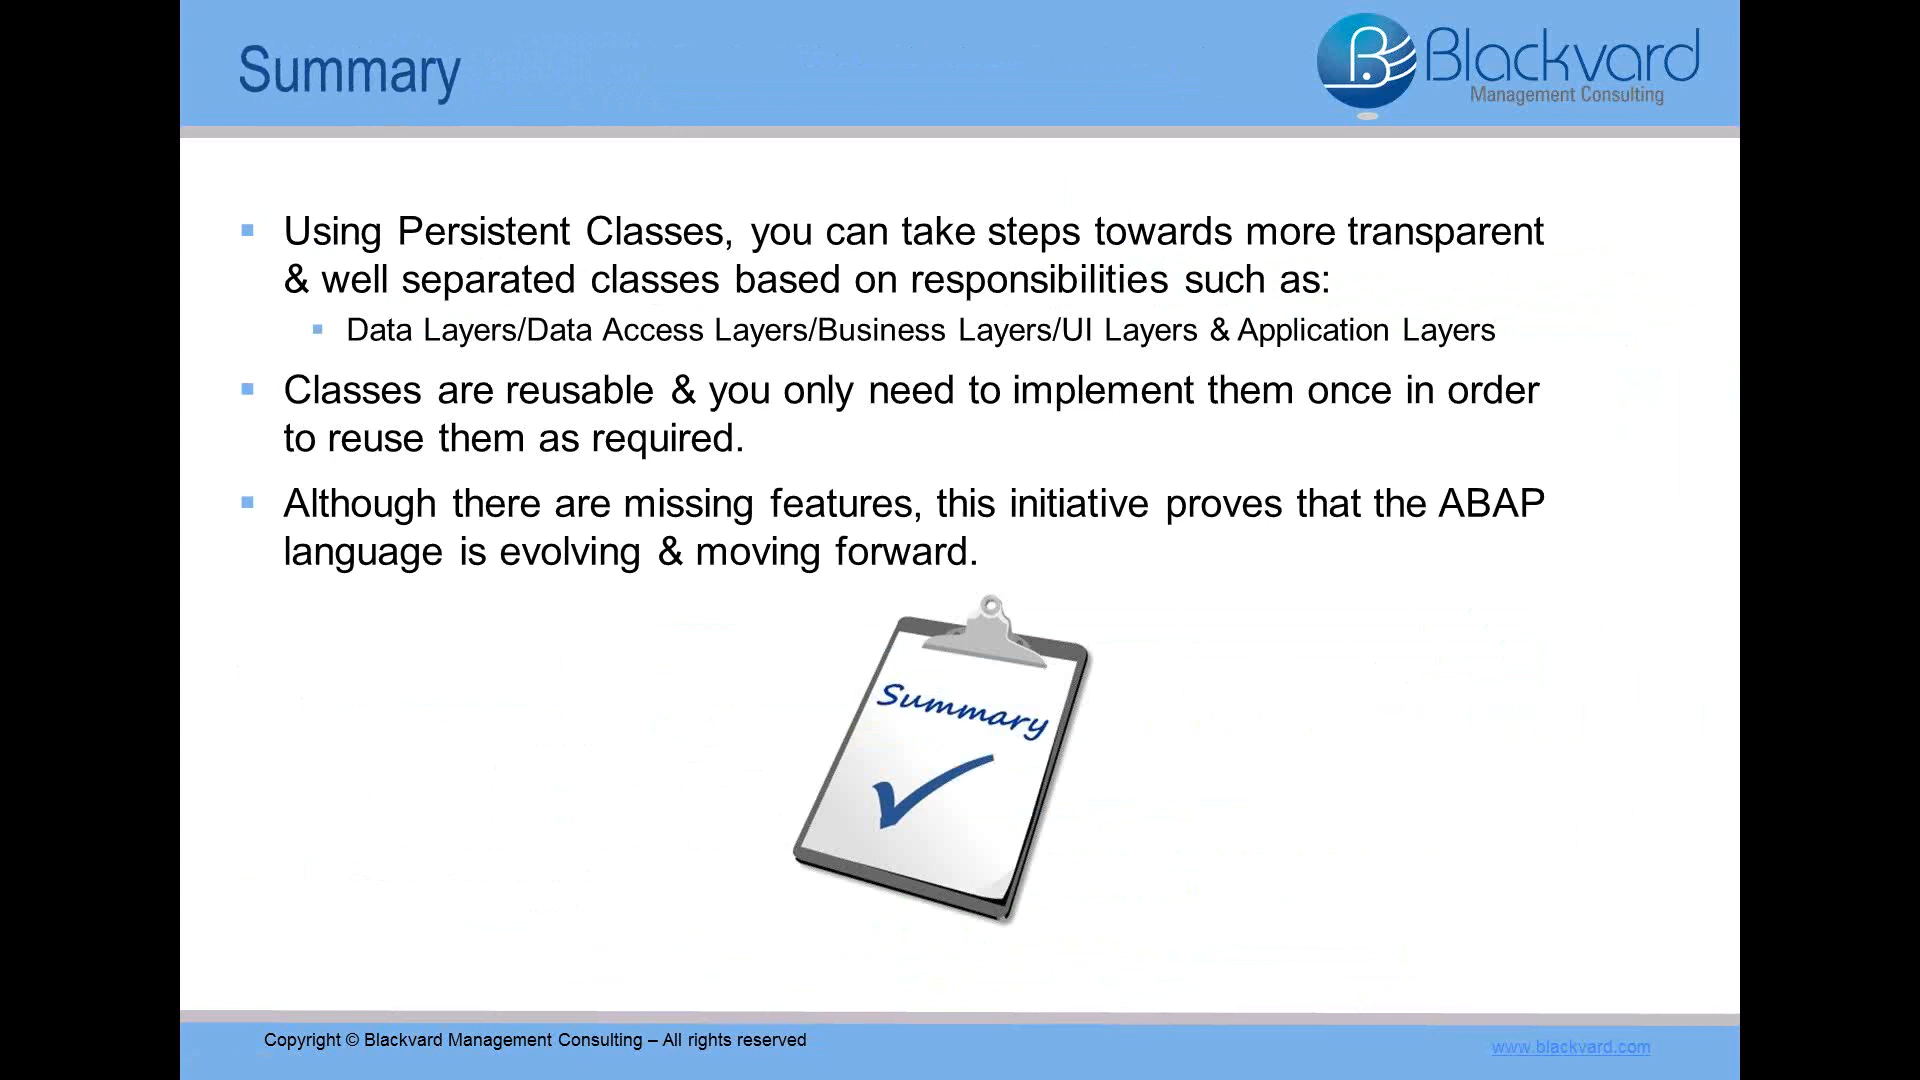 Summary
Blackvard
Management Consulting
Using Persistent Classes, you can take steps towards more transparent
& well separated classes based on responsibilities such as:
Data Layers/Data Access Layers/Business Layers/UI Layers & Application Layers
Classes are reusable & you only need to implement them once in order
to reuse them as required.
Although there are missing features, this initiative proves that the ABAP
language is evolving & moving forward.
Summary
Copyright © Blackvard Management Consulting – All rights reserved
www.blackvard.com